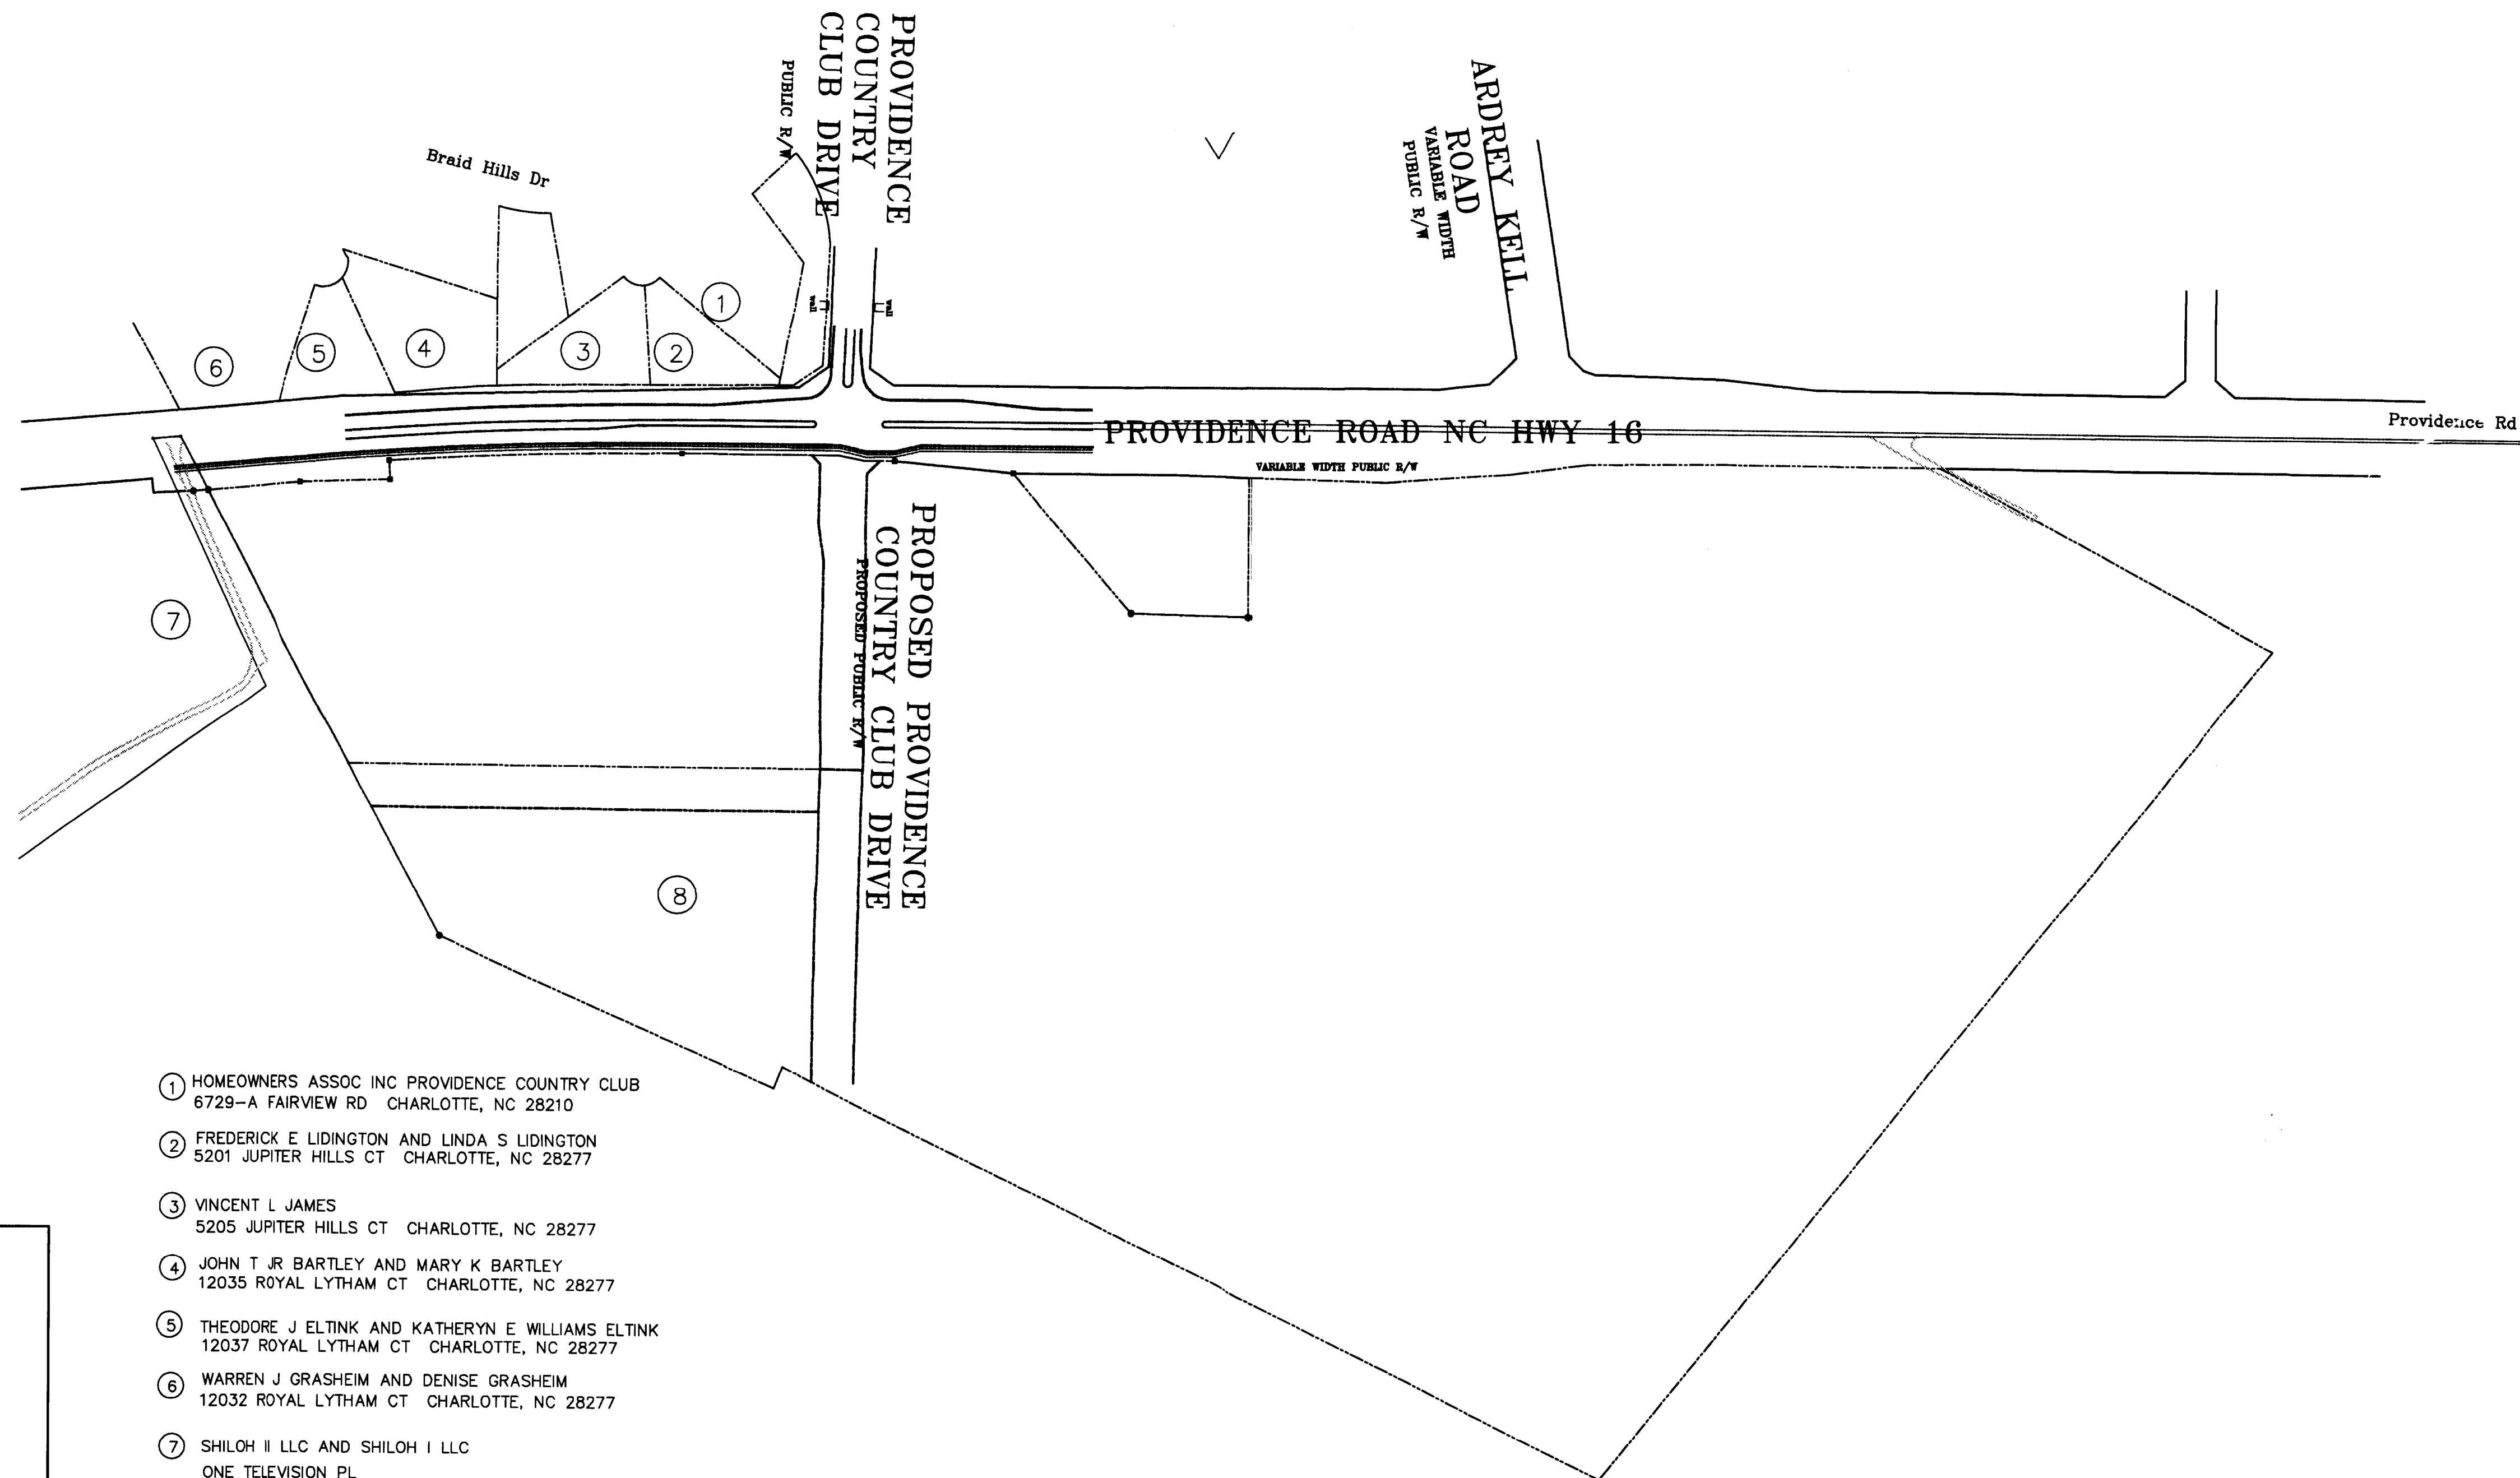 PROVIDENCE
COUNTRY
CLUB DRIVE
PUBLIC R/W
ARDREY KELL
ROAD
VARIABLE WIDTH
PUBLIC R/W
Braid Hills Dr
1
2
3
4
5
6
wall
wall
PROVIDENCE ROAD NC HWY 16
VARIABLE WIDTH PUBLIC R/W
Providence Rd
PROPOSED PROVIDENCE
COUNTRY CLUB DRIVE
PROPOSED PUBLIC R/W
7
8
1 HOMEOWNERS ASSOC INC PROVIDENCE COUNTRY CLUB
6729-A FAIRVIEW RD CHARLOTTE, NC 28210
2 FREDERICK E LIDINGTON AND LINDA S LIDINGTON
5201 JUPITER HILLS CT CHARLOTTE, NC 28277
3 VINCENT L JAMES
5205 JUPITER HILLS CT CHARLOTTE, NC 28277
4 JOHN T JR BARTLEY AND MARY K BARTLEY
12035 ROYAL LYTHAM CT CHARLOTTE, NC 28277
5 THEODORE J ELTINK AND KATHERYN E WILLIAMS ELTINK
12037 ROYAL LYTHAM CT CHARLOTTE, NC 28277
6 WARREN J GRASHEIM AND DENISE GRASHEIM
12032 ROYAL LYTHAM CT CHARLOTTE, NC 28277
7 SHILOH II LLC AND SHILOH I LLC
ONE TELEVISION PL